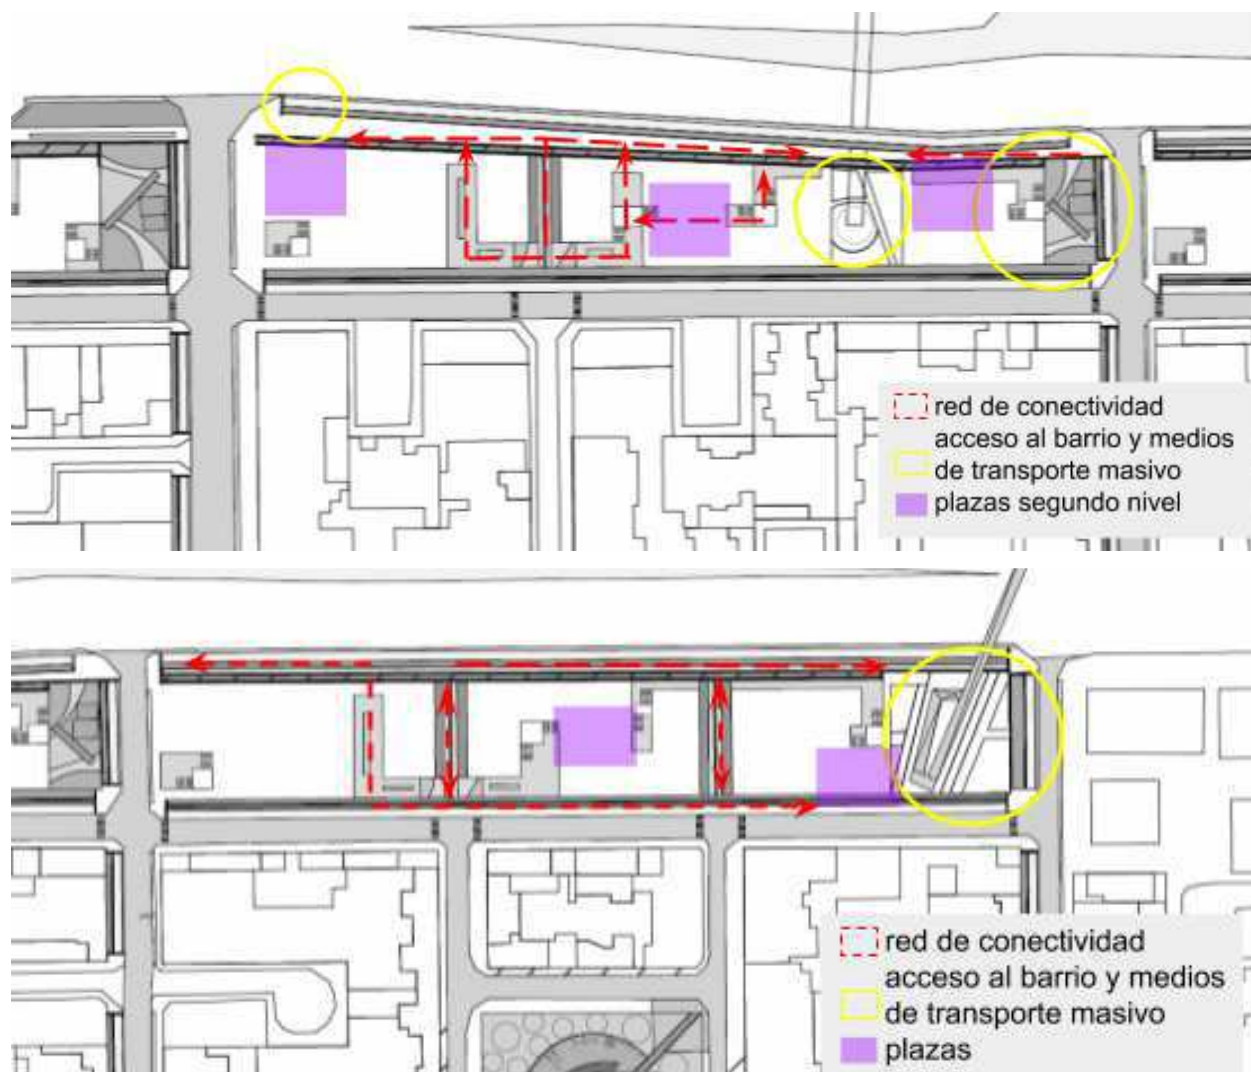 red de conectividad
acceso al barrio y medios
de transporte masivo
plazas segundo nivel
red de conectividad
acceso al barrio y medios
de transporte masivo
plazas